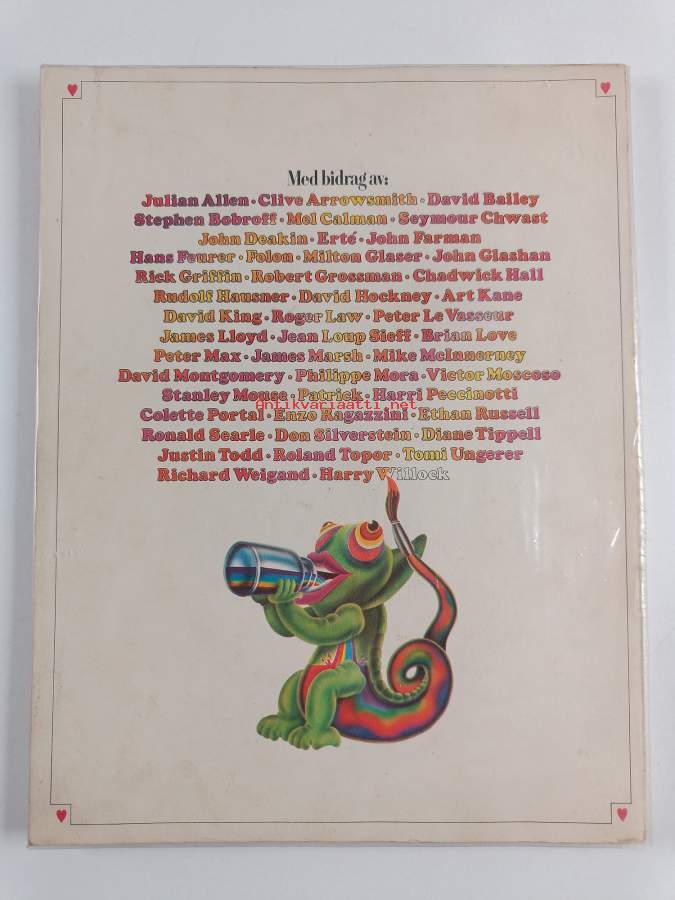 Med bidrag av:
Julian Allen • Clive Arrowsmith • David Bailey
Stephen Bobroff • Mel Calman • Seymour Chwast
John Deakin • Erté • John Farman
Hans Feurer • Folon • Milton Glaser • John Glashan
Rick Griffin • Robert Grossman • Chadwick Hall
Rudolf Hausner • David Hockney • Art Kane
David King • Roger Law • Peter Le Vasseur
James Lloyd • Jean Loup Sieff • Brian Love
Peter Max • James Marsh • Mike McInnerney
David Montgomery • Philippe Mora • Victor Moscoso
Stanley Mouse • Patrick • Harri Peccinotti
antikvariaatti.net
Colette Portal • Enzo Ragazzini • Ethan Russell
Ronald Searle • Don Silverstein • Diane Tippell
Justin Todd • Roland Topor • Tomi Ungerer
Richard Weigand • Harry Willock